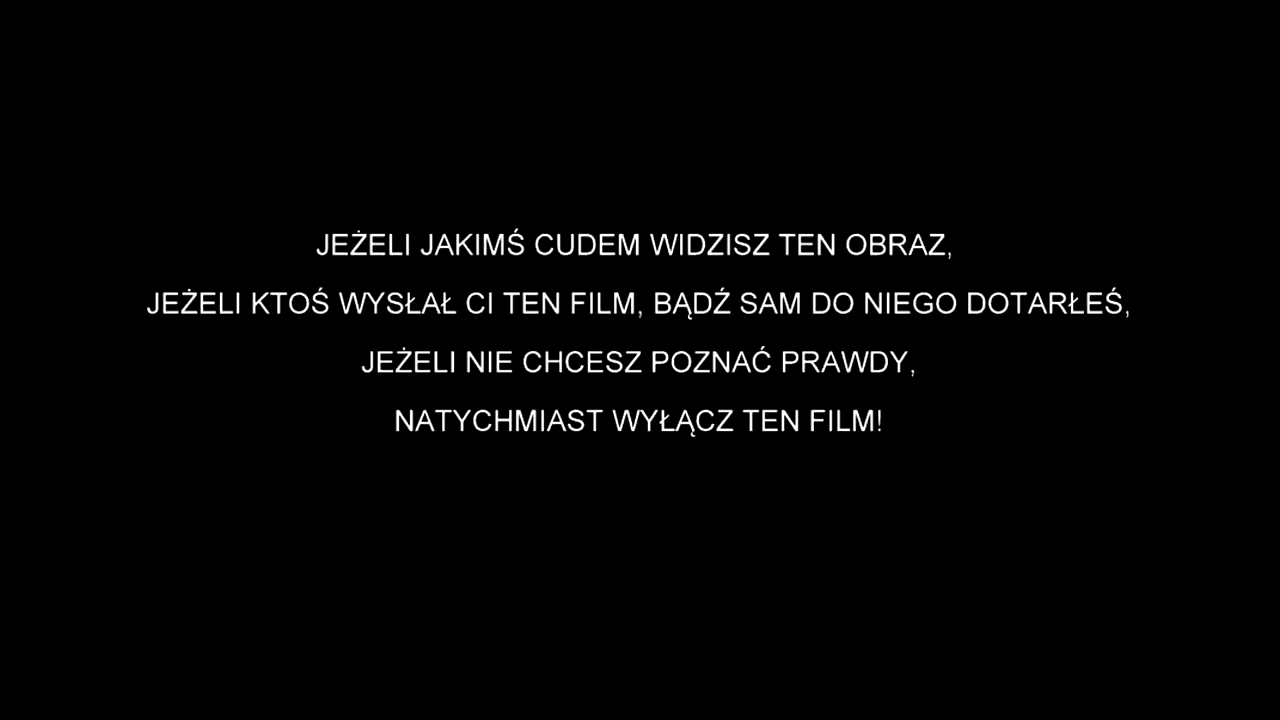 JEŻELI JAKIMŚ CUDEM WIDZISZ TEN OBRAZ,
JEŻELI KTOŚ WYSŁAŁ CI TEN FILM, BĄDŹ SAM DO NIEGO DOTARŁEŚ,
JEŻELI NIE CHCESZ POZNAĆ PRAWDY,
NATYCHMIAST WYŁĄCZ TEN FILM!